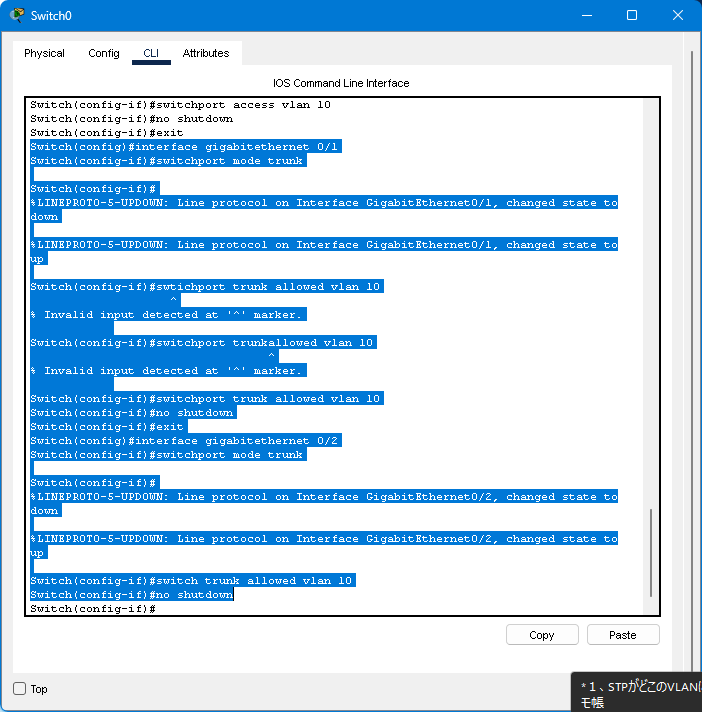 Switch0
Physical Config CLI Attributes
IOS Command Line Interface
Switch(config-if)#switchport access vlan 10
Switch(config-if)#no shutdown
Switch(config-if)#exit
Switch(config)#interface gigabitethernet 0/1
Switch(config-if)#switchport mode trunk
Switch(config-if)#
%LINEPROTO-5-UPDOWN: Line protocol on Interface GigabitEthernet0/1, changed state to
down
%LINEPROTO-5-UPDOWN: Line protocol on Interface GigabitEthernet0/1, changed state to
up
Switch(config-if)#swtichport trunk allowed vlan 10
^
% Invalid input detected at '^' marker.
Switch(config-if)#switchport trunkallowed vlan 10
^
% Invalid input detected at '^' marker.
Switch(config-if)#switchport trunk allowed vlan 10
Switch(config-if)#no shutdown
Switch(config-if)#exit
Switch(config)#interface gigabitethernet 0/2
Switch(config-if)#switchport mode trunk
Switch(config-if)#
%LINEPROTO-5-UPDOWN: Line protocol on Interface GigabitEthernet0/2, changed state to
down
%LINEPROTO-5-UPDOWN: Line protocol on Interface GigabitEthernet0/2, changed state to
up
Switch(config-if)#switch trunk allowed vlan 10
Switch(config-if)#no shutdown
Switch(config-if)#
Copy Paste
Top
*１、STPがどこのVLAN
モ帳